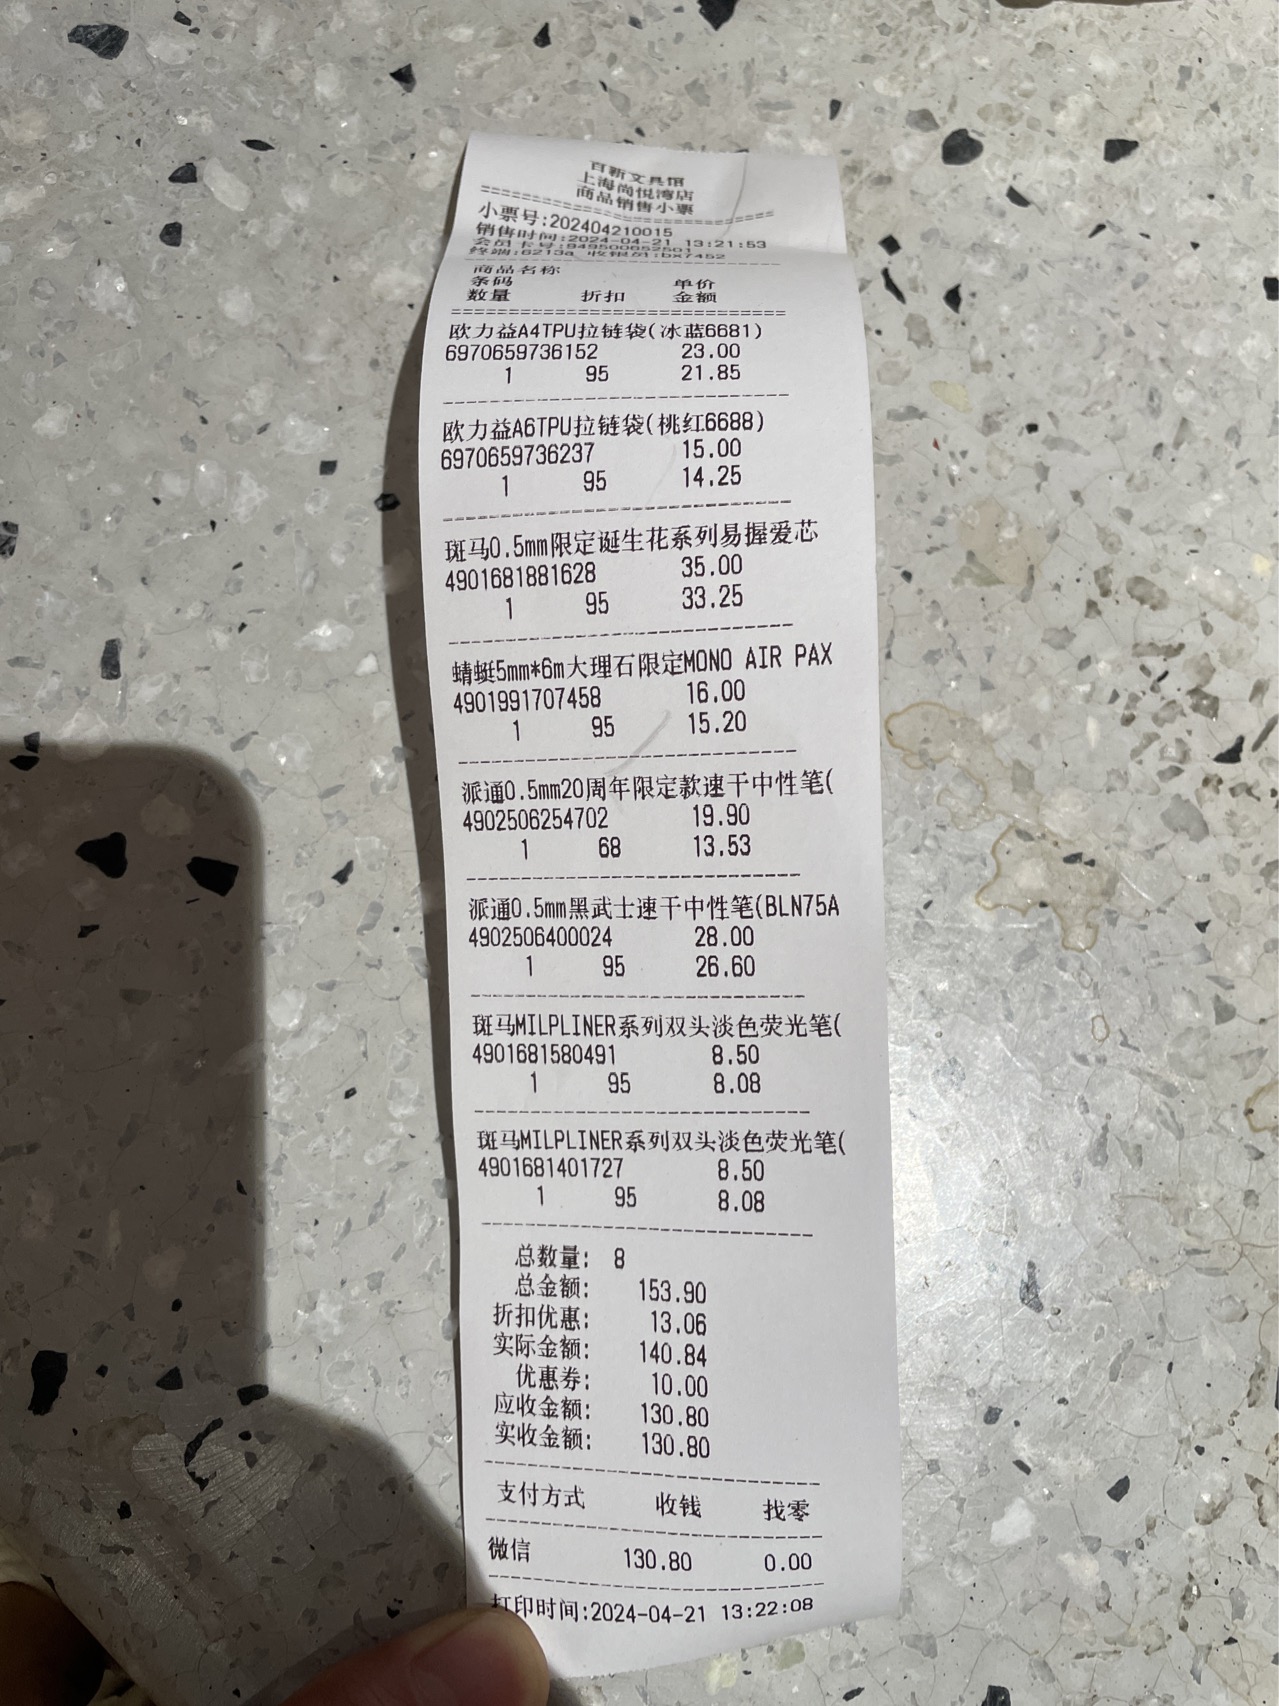 百新文具馆
上海尚悦湾店
商品销售小票
==============================
小票号:202404210015
销售时间:2024-04-21 13:21:53
会员卡号:949500652501
终端:6213a 收银员:bx7452
------------------------------
商品名称
条码 单价
数量 折扣 金额
==============================
欧力益A4TPU拉链袋(冰蓝6681)
6970659736152 23.00
1 95 21.85
------------------------------
欧力益A6TPU拉链袋(桃红6688)
6970659736237 15.00
1 95 14.25
------------------------------
斑马0.5mm限定诞生花系列易握爱芯
4901681881628 35.00
1 95 33.25
------------------------------
蜻蜓5mm*6m大理石限定MONO AIR PAX
4901991707458 16.00
1 95 15.20
------------------------------
派通0.5mm20周年限定款速干中性笔(
4902506254702 19.90
1 68 13.53
------------------------------
派通0.5mm黑武士速干中性笔(BLN75A
4902506400024 28.00
1 95 26.60
------------------------------
斑马MILPLINER系列双头淡色荧光笔(
4901681580491 8.50
1 95 8.08
------------------------------
斑马MILPLINER系列双头淡色荧光笔(
4901681401727 8.50
1 95 8.08
------------------------------
总数量: 8
总金额: 153.90
折扣优惠: 13.06
实际金额: 140.84
优惠券: 10.00
应收金额: 130.80
实收金额: 130.80
------------------------------
支付方式 收钱 找零
------------------------------
微信 130.80 0.00
------------------------------
打印时间:2024-04-21 13:22:08